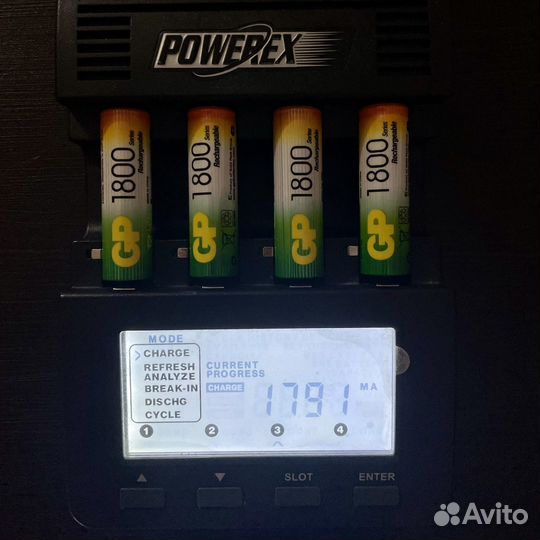 POWEREX
GP 1800 Series Rechargeable
GP 1800 Series Rechargeable
GP 1800 Series Rechargeable
GP 1800 Series Rechargeable
MODE
CHARGE
REFRESH
ANALYZE
BREAK-IN
DISCHG
CYCLE
CURRENT
PROGRESS
CHARGE
1791 MA
1 2 3 4
SLOT ENTER
Avito